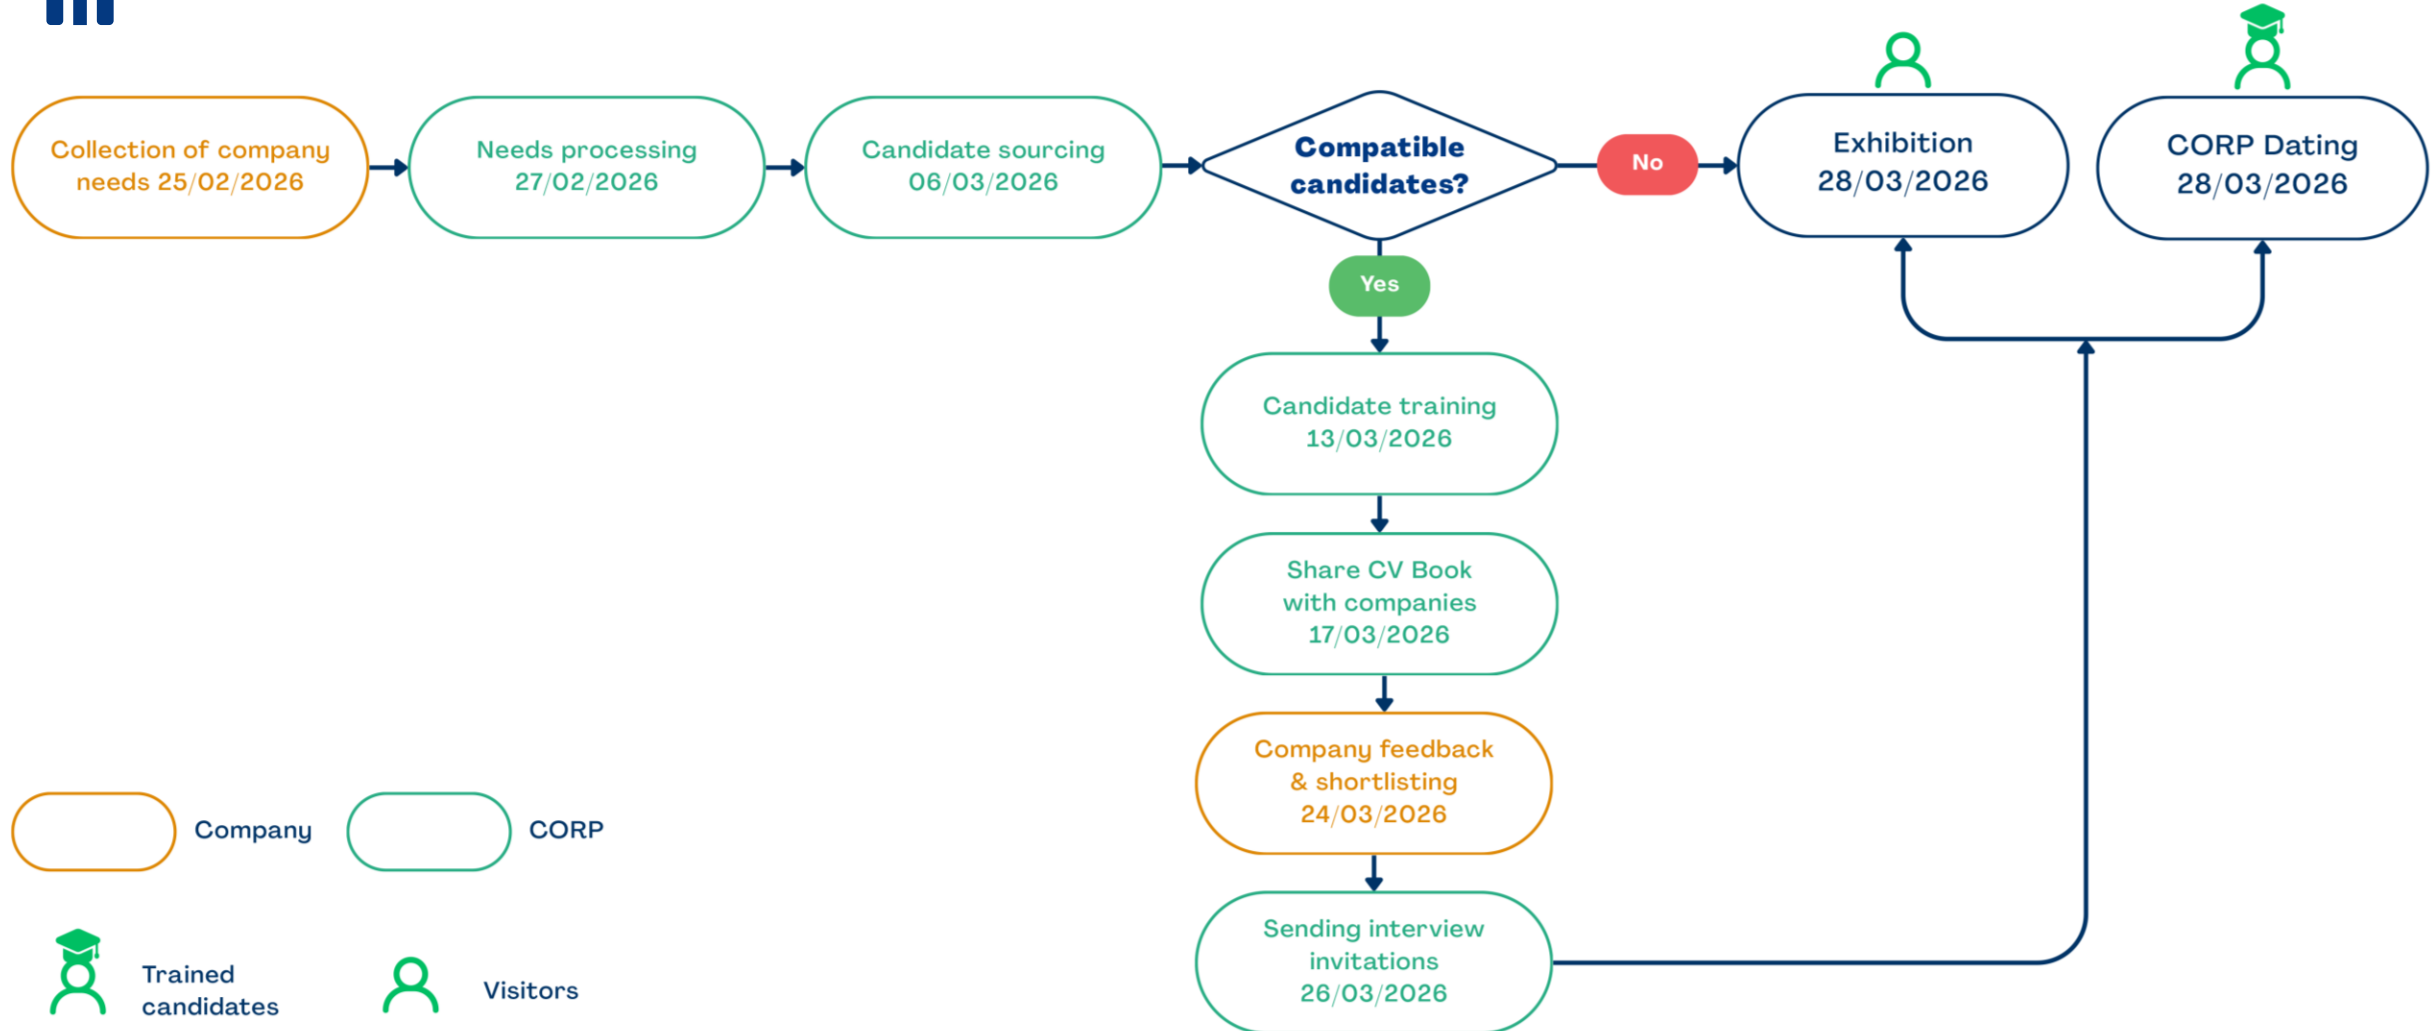 Collection of company
needs 25/02/2026
Needs processing
27/02/2026
Candidate sourcing
06/03/2026
Compatible
candidates?
No
Exhibition
28/03/2026
CORP Dating
28/03/2026
Yes
Candidate training
13/03/2026
Share CV Book
with companies
17/03/2026
Company feedback
& shortlisting
24/03/2026
Sending interview
invitations
26/03/2026
Company
CORP
Trained
candidates
Visitors